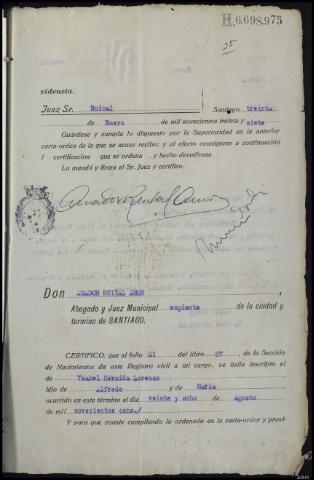 H.6.698.975
25
videncia.
Juez Sr. Ruibal Santiago treinta
de Enero de mil novecientos treinta y siete
Guárdese y cumpla lo dispuesto por la Superioridad en la anterior
carta-orden de la que se acusa recibo; y al efecto consígnese a continuación
l certificacion que se ordena , y hecho devuélvase.
Lo mandó y firma el Sr. Juez y certifico.
Don AMADOR RUIBAL AMOR
Abogado y Juez Municipal suplente de la ciudad y
termino de SANTIAGO.
CERTIFICO: que al folio 21 del libro 87 de la Sección
de Nacimientos de este Registro civil a mi cargo, se halla inscripto el
de Ysabel Hermida Lorenzo
hijo de Alfredo y de Maria
ocurrido en este término el día veinte y ocho de Agosto
de mil novecientos ocho./
Y para que conste cumpliendo lo ordenado en la carta-orden y provi-